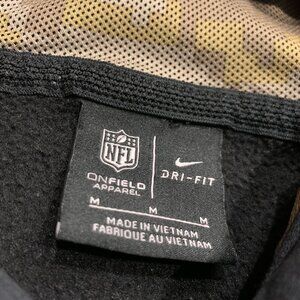 NFL
ONFIELD
APPAREL
DRI-FIT
M M M
MADE IN VIETNAM
FABRIQUE AU VIETNAM